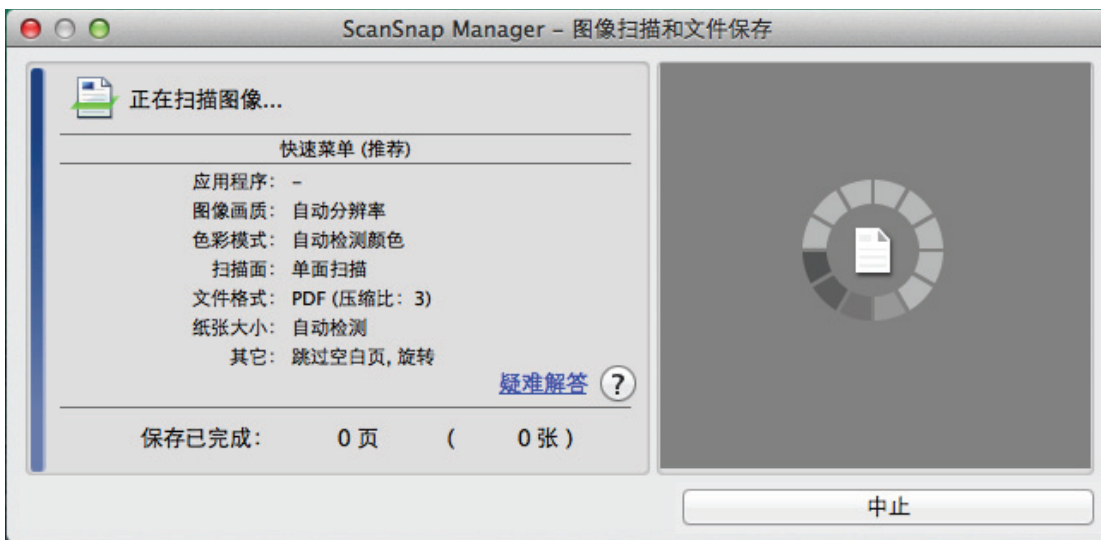 ScanSnap Manager – 图像扫描和文件保存
正在扫描图像...
快速菜单 (推荐)
应用程序: –
图像画质: 自动分辨率
色彩模式: 自动检测颜色
扫描面: 单面扫描
文件格式: PDF (压缩比: 3)
纸张大小: 自动检测
其它: 跳过空白页, 旋转
疑难解答 ?
保存已完成: 0 页 ( 0 张 )
中止